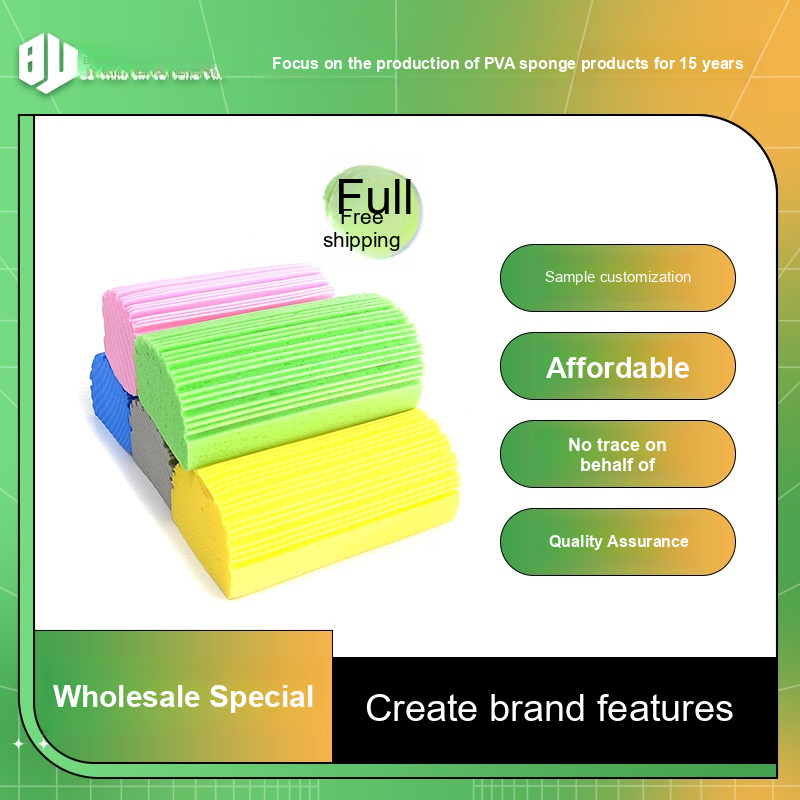 BU
Focus on the production of PVA sponge products for 15 years
Full
Free
shipping
Sample customization
Affordable
No trace on
behalf of
Quality Assurance
Wholesale Special
Create brand features